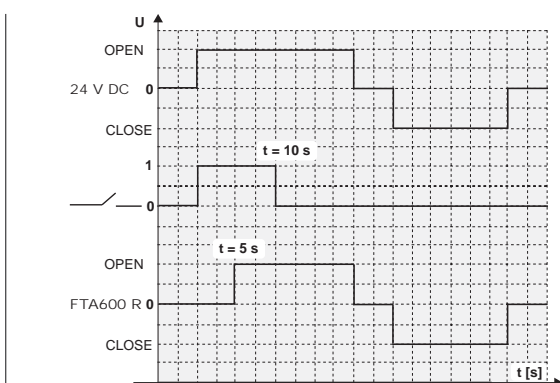 U
OPEN
24 V DC 0
CLOSE
t = 10 s
1
0
t = 5 s
OPEN
FTA600 R 0
CLOSE
t [s]